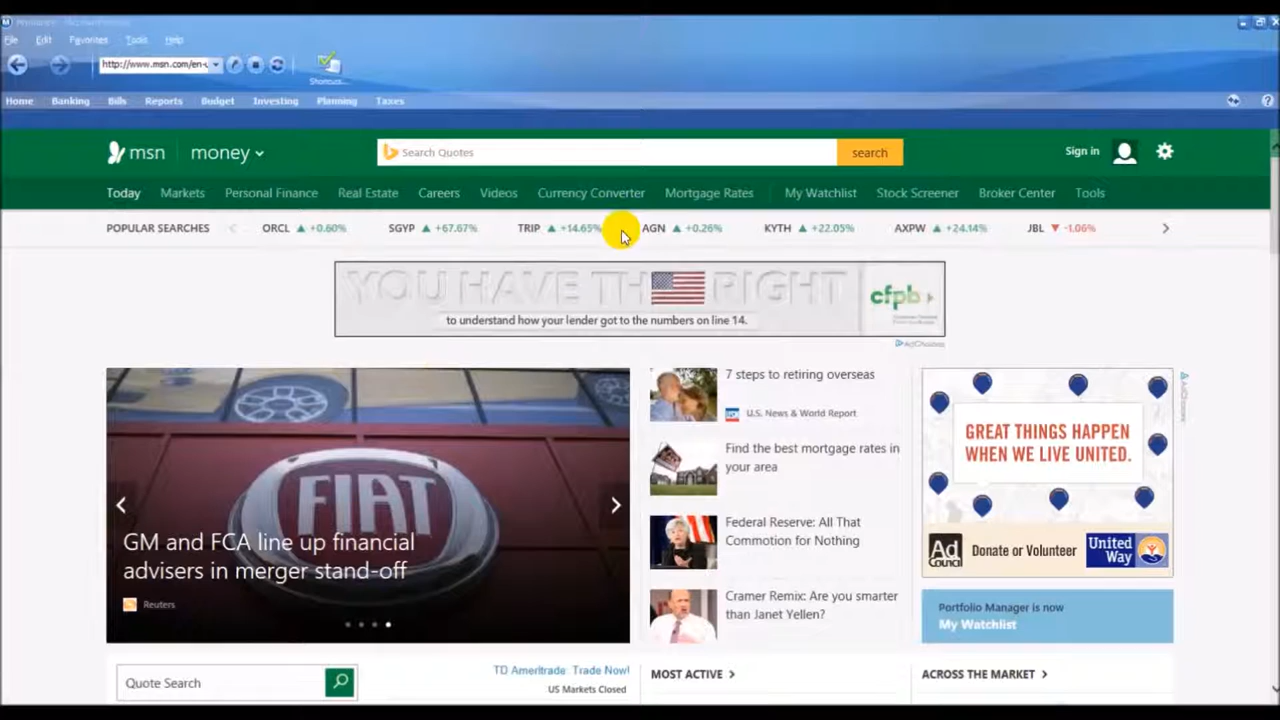 File Edit Favorites Tools Help
http://www.msn.com/en-u
Shortcut...
Home Banking Bills Reports Budget Investing Planning Taxes
msn money Search Quotes search Sign in
Today Markets Personal Finance Real Estate Careers Videos Currency Converter Mortgage Rates My Watchlist Stock Screener Broker Center Tools
POPULAR SEARCHES ORCL +0.60% SGYP +67.67% TRIP +14.65% AGN +0.26% KYTH +22.05% AXPW +24.14% JBL -1.06%
YOU HAVE TH RIGHT
cfpb
to understand how your lender got to the numbers on line 14.
AdChoices
FIAT
GM and FCA line up financial
advisers in merger stand-off
Reuters
7 steps to retiring overseas
U.S. News & World Report
Find the best mortgage rates in
your area
Federal Reserve: All That
Commotion for Nothing
Cramer Remix: Are you smarter
than Janet Yellen?
GREAT THINGS HAPPEN
WHEN WE LIVE UNITED.
Ad
Council
Donate or Volunteer
United
Way
AdChoices
Portfolio Manager is now
My Watchlist
Quote Search
TD Ameritrade: Trade Now!
US Markets Closed
MOST ACTIVE
ACROSS THE MARKET